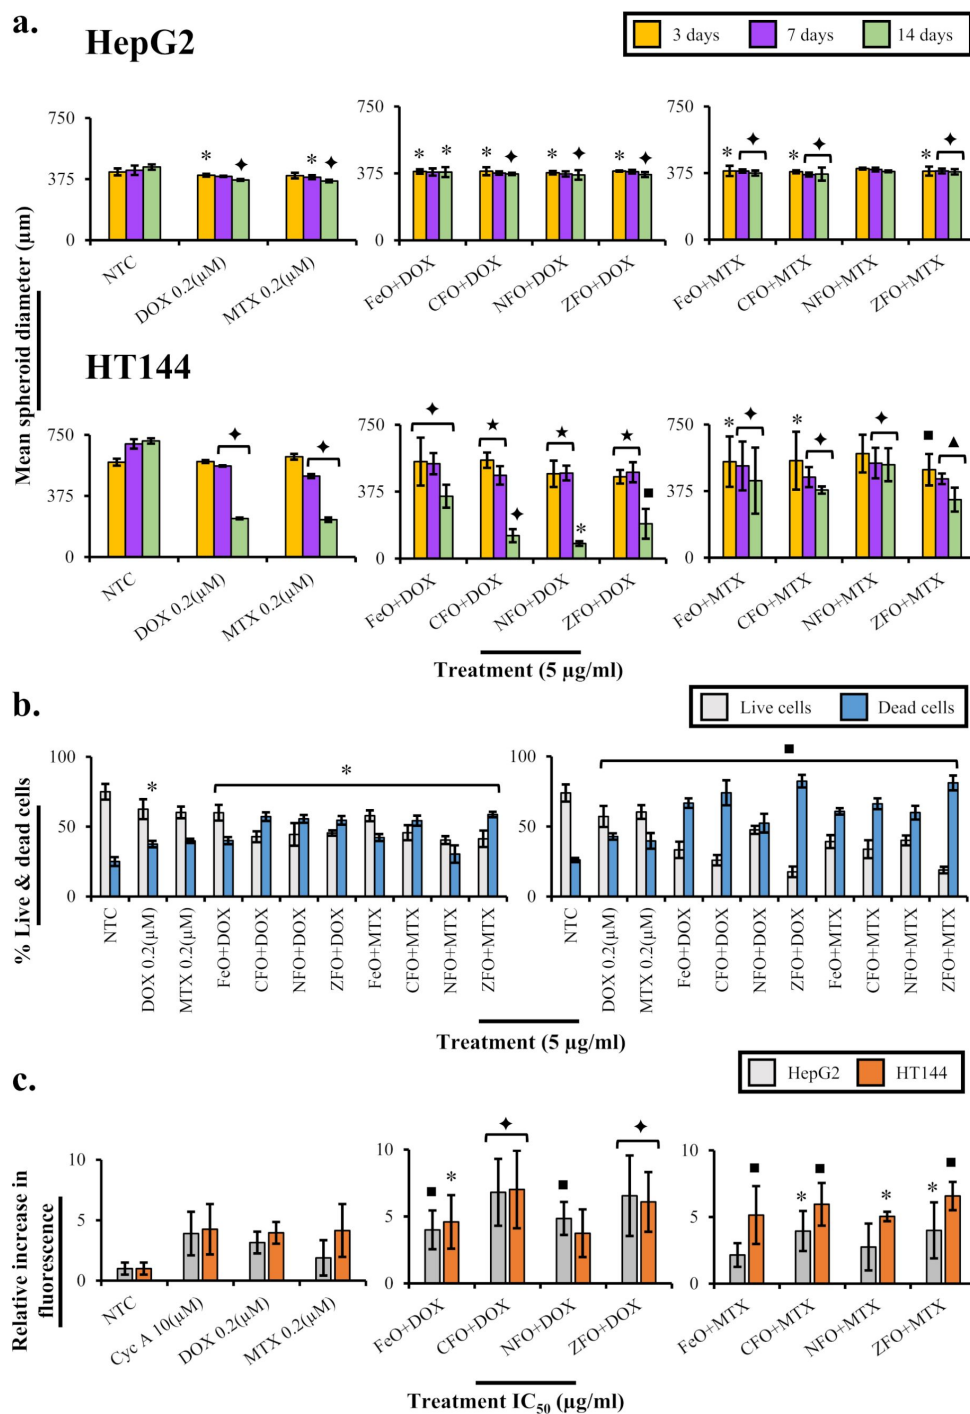 a.
HepG2
3 days 7 days 14 days
Mean spheroid diameter (µm)
750
375
0
* ✦ * ✦
NTC
DOX 0.2(µM)
MTX 0.2(µM)
750
375
0
* * * ✦ * ✦ * ✦
FeO+DOX
CFO+DOX
NFO+DOX
ZFO+DOX
750
375
0
* ✦ * ✦ * ✦
FeO+MTX
CFO+MTX
NFO+MTX
ZFO+MTX
HT144
750
375
0
✦ ✦
NTC
DOX 0.2(µM)
MTX 0.2(µM)
750
375
0
✦ ★ ✦ ★ * ★ ■
FeO+DOX
CFO+DOX
NFO+DOX
ZFO+DOX
750
375
0
* ✦ * ✦ ✦ ■ ▲
FeO+MTX
CFO+MTX
NFO+MTX
ZFO+MTX
Treatment (5 µg/ml)
b.
Live cells Dead cells
% Live & dead cells
100
50
0
* *
NTC
DOX 0.2(µM)
MTX 0.2(µM)
FeO+DOX
CFO+DOX
NFO+DOX
ZFO+DOX
FeO+MTX
CFO+MTX
NFO+MTX
ZFO+MTX
100
50
0
■
NTC
DOX 0.2(µM)
MTX 0.2(µM)
FeO+DOX
CFO+DOX
NFO+DOX
ZFO+DOX
FeO+MTX
CFO+MTX
NFO+MTX
ZFO+MTX
Treatment (5 µg/ml)
c.
HepG2 HT144
Relative increase in
fluorescence
10
5
0
NTC
Cyc A 10(µM)
DOX 0.2(µM)
MTX 0.2(µM)
10
5
0
■ * ✦ ■ ✦
FeO+DOX
CFO+DOX
NFO+DOX
ZFO+DOX
10
5
0
■ * ■ * * ■
FeO+MTX
CFO+MTX
NFO+MTX
ZFO+MTX
Treatment IC₅₀ (µg/ml)